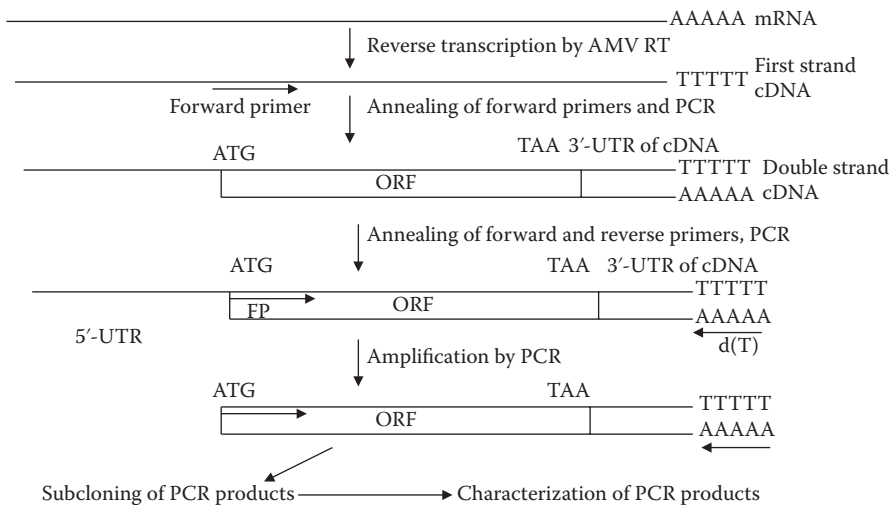 AAAAA mRNA
Reverse transcription by AMV RT
TTTTT First strand
cDNA
Forward primer
Annealing of forward primers and PCR
ATG
TAA 3′-UTR of cDNA
TTTTT Double strand
ORF
AAAAA cDNA
Annealing of forward and reverse primers, PCR
ATG
TAA 3′-UTR of cDNA
TTTTT
FP
ORF
AAAAA
5′-UTR
d(T)
Amplification by PCR
ATG
TAA
TTTTT
ORF
AAAAA
Subcloning of PCR products
Characterization of PCR products